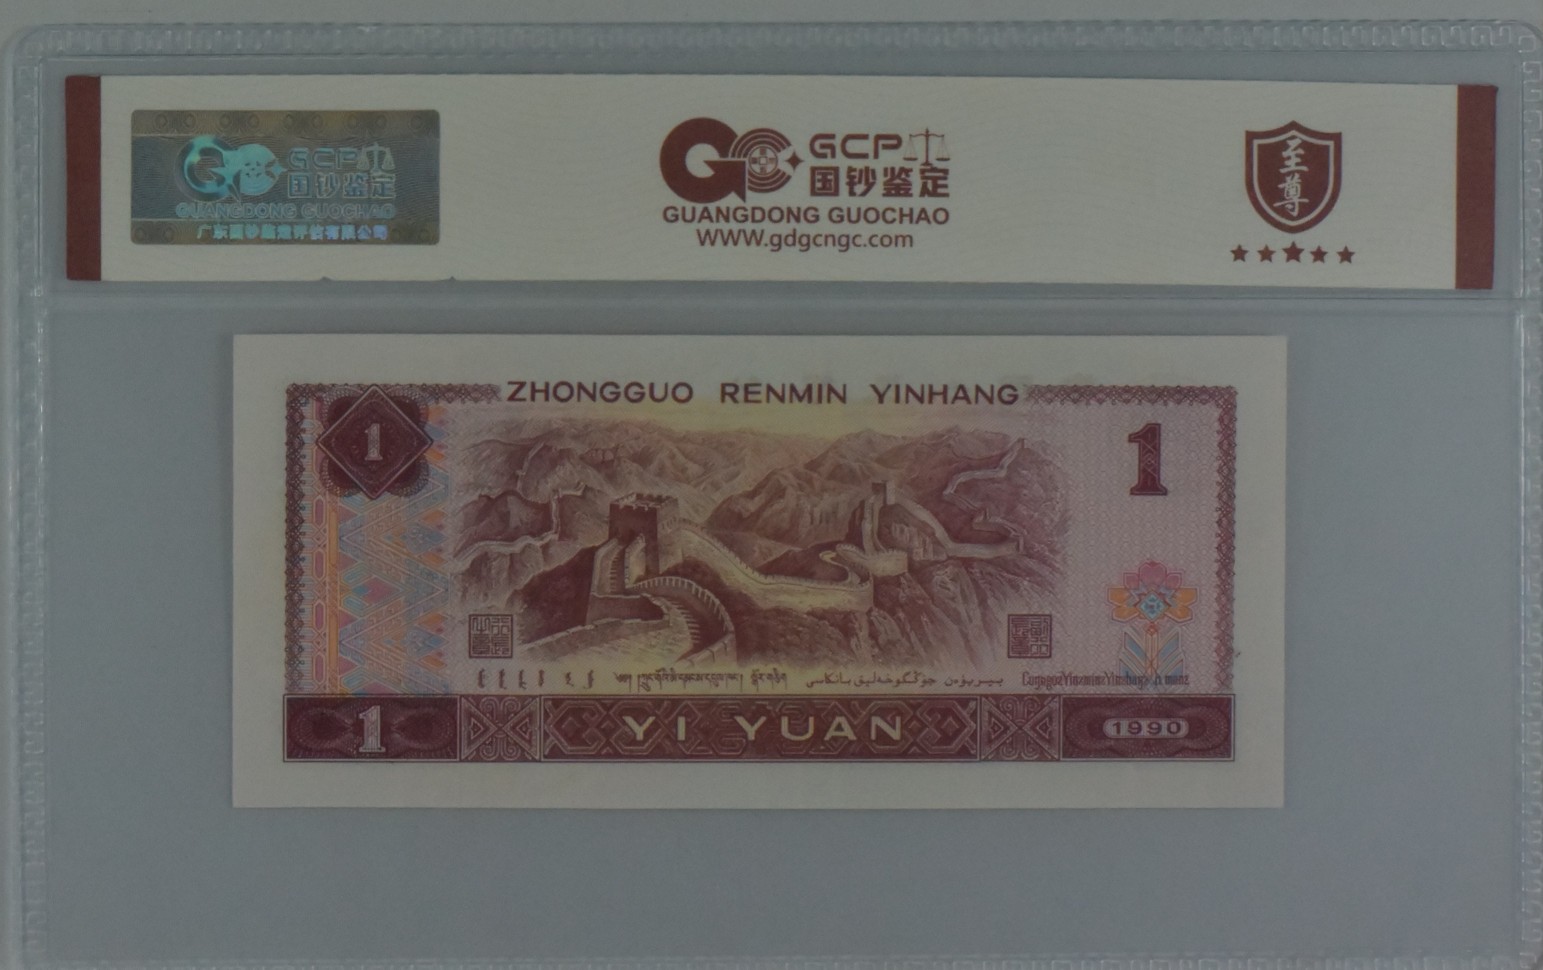 GCP
国钞鉴定
GUANGDONG GUOCHAO
GCP
国钞鉴定
GUANGDONG GUOCHAO
WWW.gdgcngc.com
至尊
ZHONGGUO RENMIN YINHANG
1
1
1
YI YUAN
1990